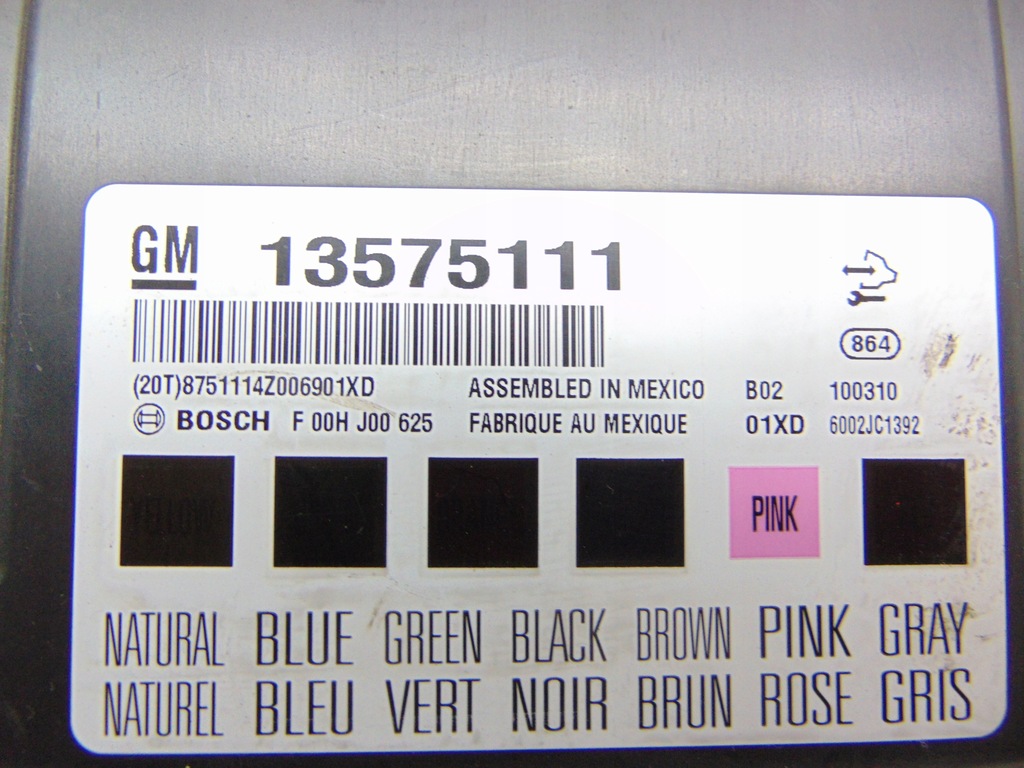 GM 13575111
864
(20T)8751114Z006901XD ASSEMBLED IN MEXICO B02 100310
BOSCH F 00H J00 625 FABRIQUE AU MEXIQUE 01XD 6002JC1392
YELLOW PINK
NATURAL BLUE GREEN BLACK BROWN PINK GRAY
NATUREL BLEU VERT NOIR BRUN ROSE GRIS